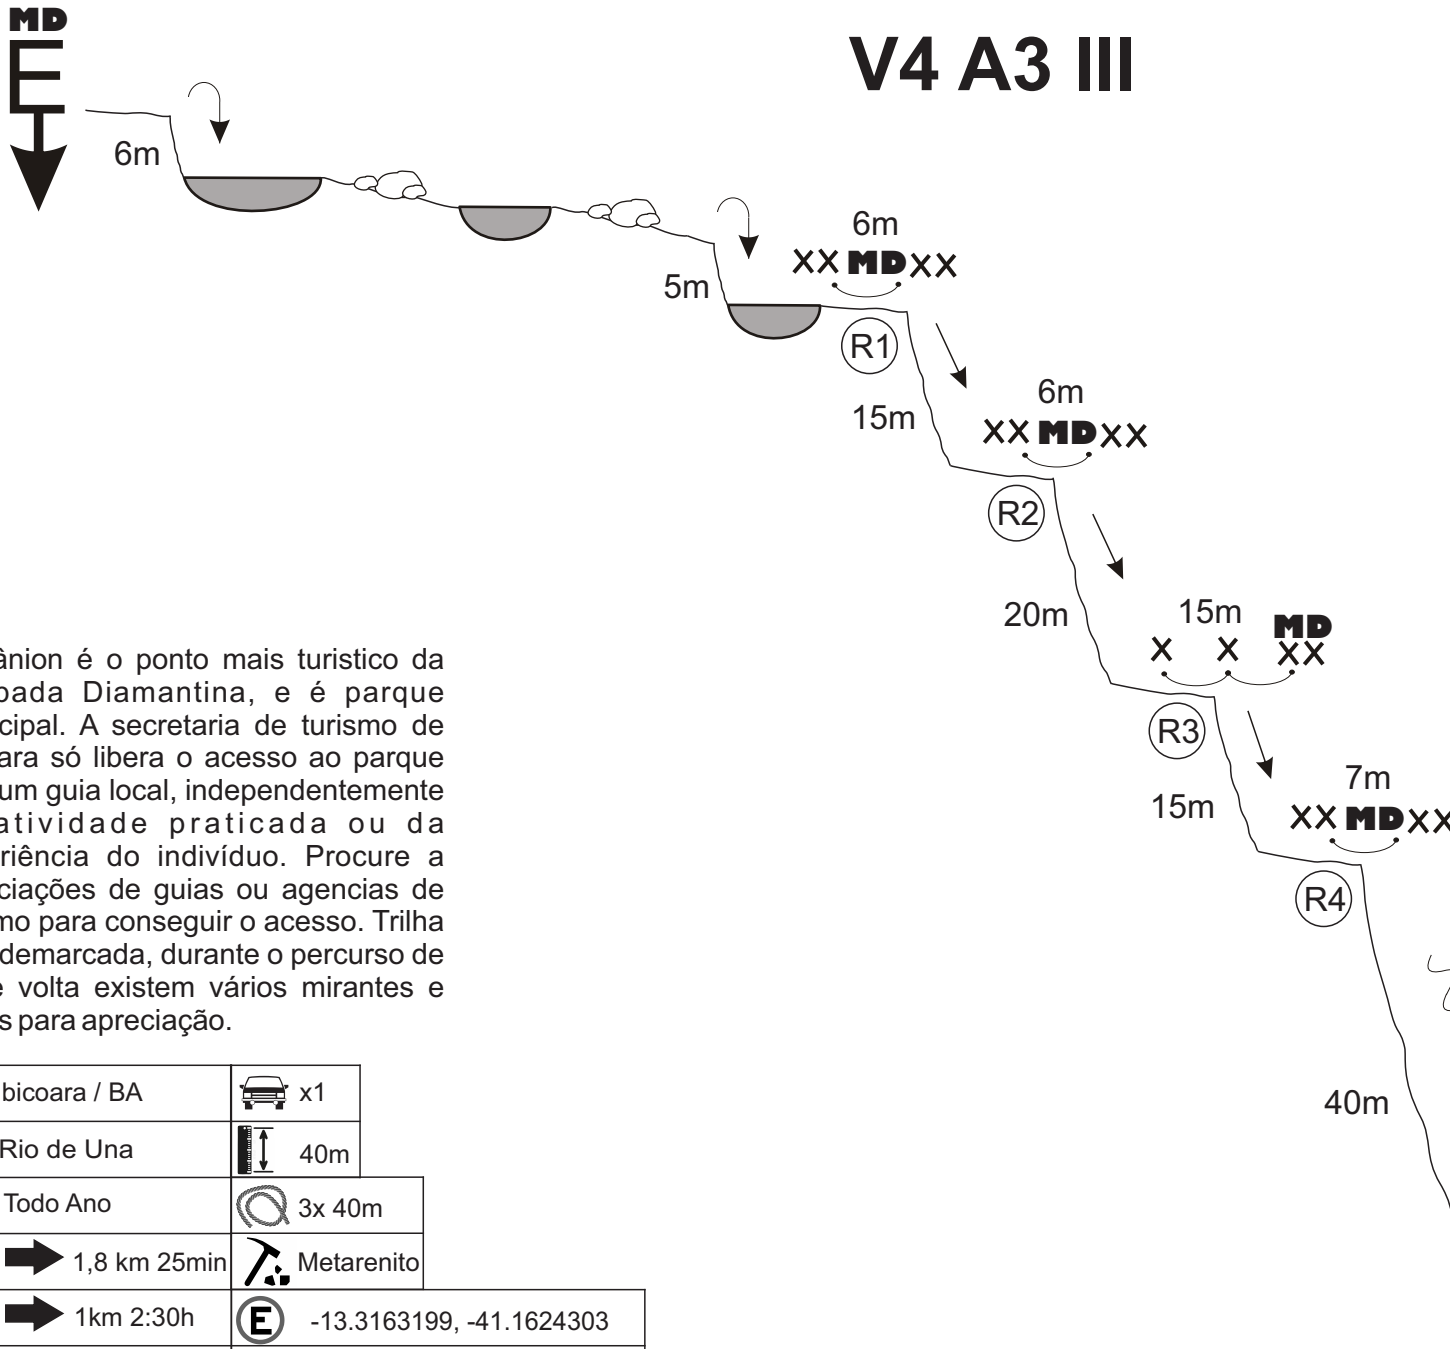 MD
E
V4 A3 III
6m
5m
6m
XX MD XX
R1
15m
6m
XX MD XX
R2
20m
15m
MD
X X XX
R3
15m
7m
XX MD XX
R4
40m
ânion é o ponto mais turistico da
pada Diamantina, e é parque
cipal. A secretaria de turismo de
ara só libera o acesso ao parque
um guia local, independentemente
atividade praticada ou da
riência do indivíduo. Procure a
ciações de guias ou agencias de
mo para conseguir o acesso. Trilha
demarcada, durante o percurso de
e volta existem vários mirantes e
s para apreciação.
bicoara / BA x1
Rio de Una 40m
Todo Ano 3x 40m
1,8 km 25min Metarenito
1km 2:30h E -13.3163199, -41.1624303